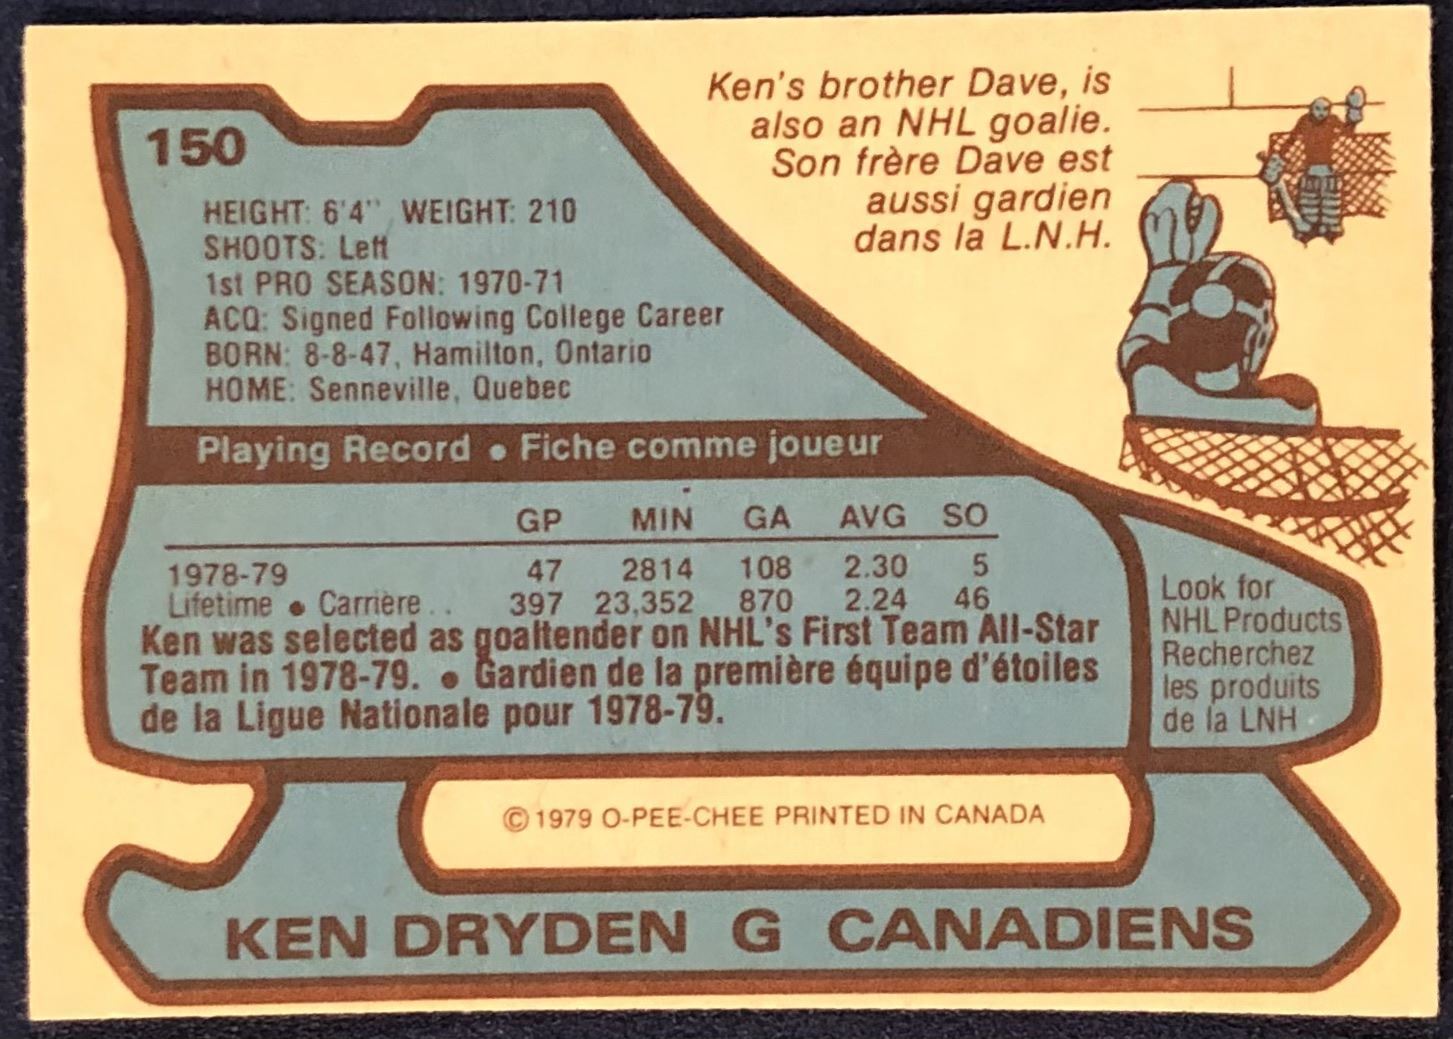 Ken's brother Dave, is
also an NHL goalie.
Son frère Dave est
aussi gardien
dans la L.N.H.
150
HEIGHT: 6'4" WEIGHT: 210
SHOOTS: Left
1st PRO SEASON: 1970-71
ACQ: Signed Following College Career
BORN: 8-8-47, Hamilton, Ontario
HOME: Senneville, Quebec
Playing Record • Fiche comme joueur
GP MIN GA AVG SO
1978-79 47 2814 108 2.30 5
Lifetime • Carrière . . 397 23,352 870 2.24 46
Ken was selected as goaltender on NHL's First Team All-Star
Team in 1978-79. • Gardien de la première équipe d'étoiles
de la Ligue Nationale pour 1978-79.
Look for
NHL Products
Recherchez
les produits
de la LNH
© 1979 O-PEE-CHEE PRINTED IN CANADA
KEN DRYDEN G CANADIENS